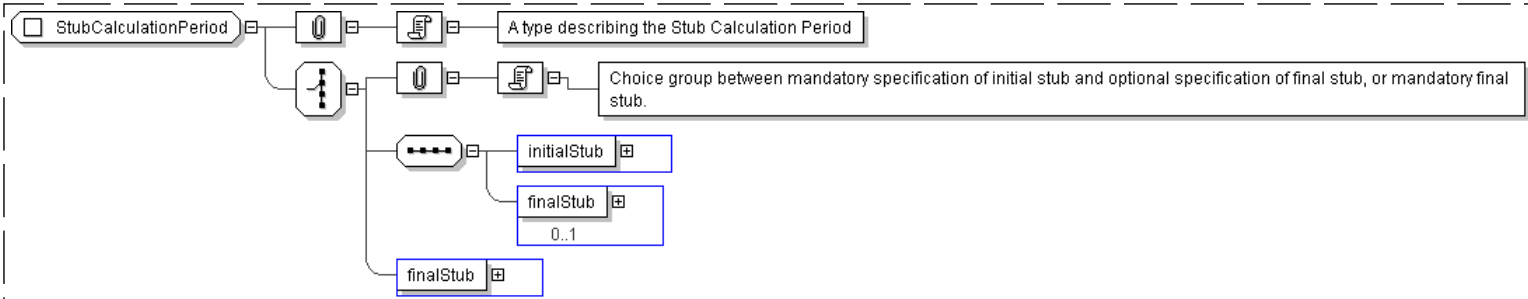 StubCalculationPeriod
A type describing the Stub Calculation Period
Choice group between mandatory specification of initial stub and optional specification of final stub, or mandatory final
stub.
initialStub
finalStub
0..1
finalStub